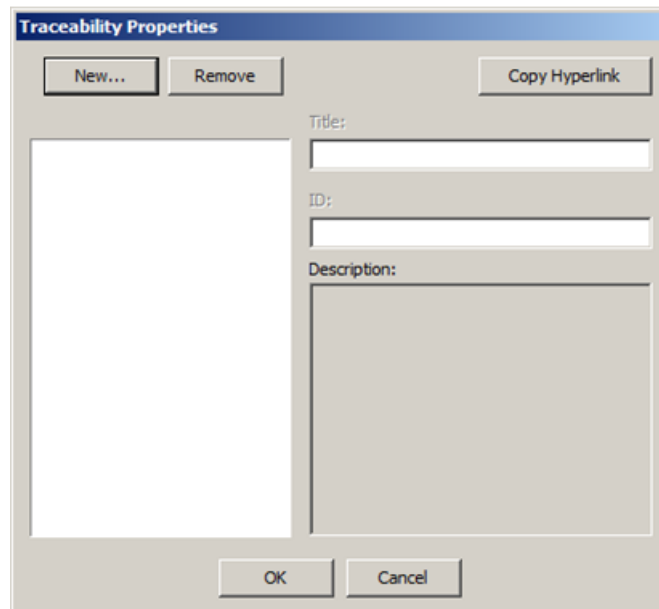 Traceability Properties
New... Remove Copy Hyperlink
Title:
ID:
Description:
OK Cancel